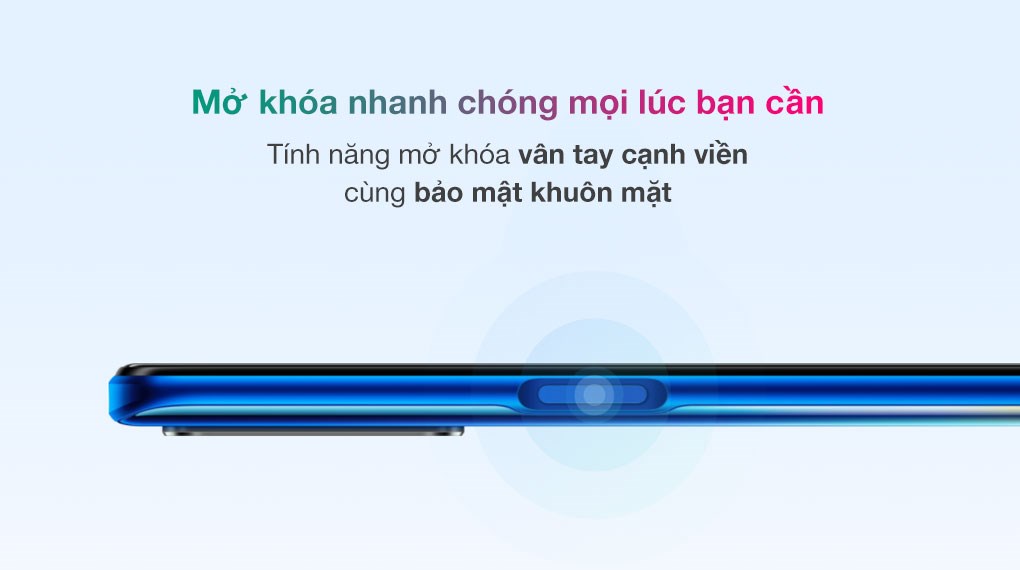 Mở khóa nhanh chóng mọi lúc bạn cần
Tính năng mở khóa vân tay cạnh viền
cùng bảo mật khuôn mặt